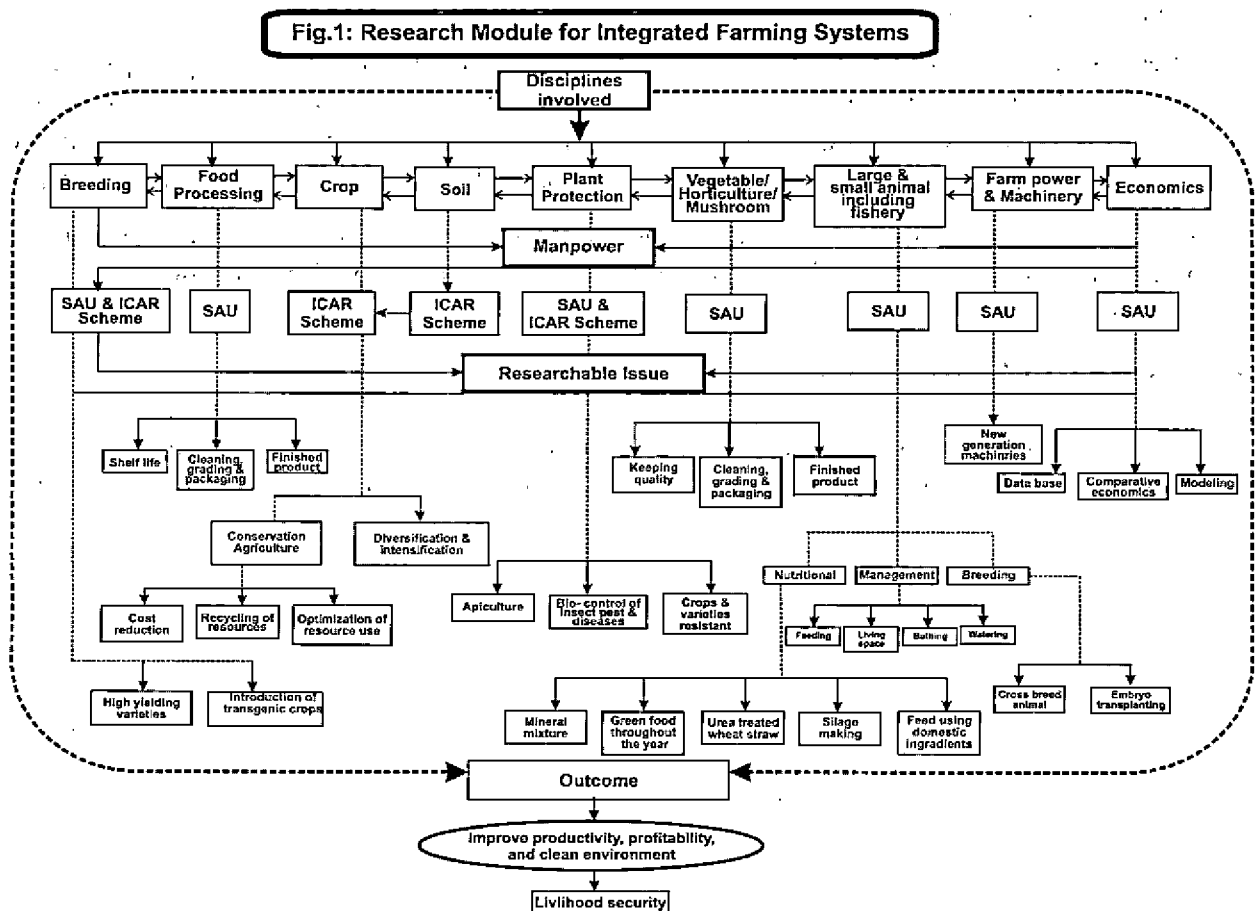 Fig.1: Research Module for Integrated Farming Systems
Disciplines
involved
Breeding
Food
Processing
Crop
Soil
Plant
Protection
Vegetable/
Horticulture/
Mushroom
Large &
small animal
including
fishery
Farm power
& Machinery
Economics
Manpower
SAU & ICAR
Scheme
SAU
ICAR
Scheme
ICAR
Scheme
SAU &
ICAR Scheme
SAU
SAU
SAU
SAU
Researchable Issue
Shelf life
Cleaning,
grading &
packaging
Finished
product
Keeping
quality
Cleaning,
grading &
packaging
Finished
product
New
generation
machinries
Data base
Comparative
economics
Modeling
Conservation
Agriculture
Diversification &
intensification
Nutritional
Management
Breeding
Cost
reduction
Recycling of
resources
Optimization of
resource use
Apiculture
Bio-control of
insect pest &
diseases
Crops &
varieties
resistant
Feeding
Living
space
Bathing
Watering
High yielding
varieties
Introduction of
transgenic crops
Cross breed
animal
Embryo
transplanting
Mineral
mixture
Green food
throughout
the year
Urea treated
wheat straw
Silage
making
Feed using
domestic
ingradients
Outcome
Improve productivity, profitability,
and clean environment
Livlihood security